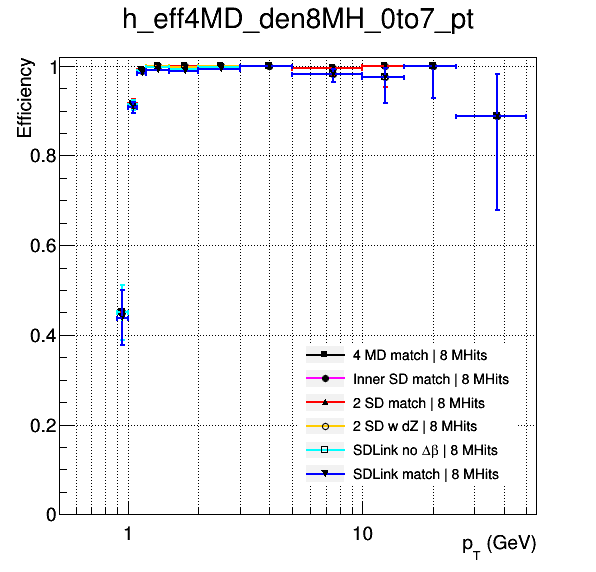 h_eff4MD_den8MH_0to7_pt
Efficiency
1
0.8
0.6
0.4
0.2
0
4 MD match | 8 MHits
Inner SD match | 8 MHits
2 SD match | 8 MHits
2 SD w dZ | 8 MHits
SDLink no Δβ | 8 MHits
SDLink match | 8 MHits
1
10
p_T (GeV)